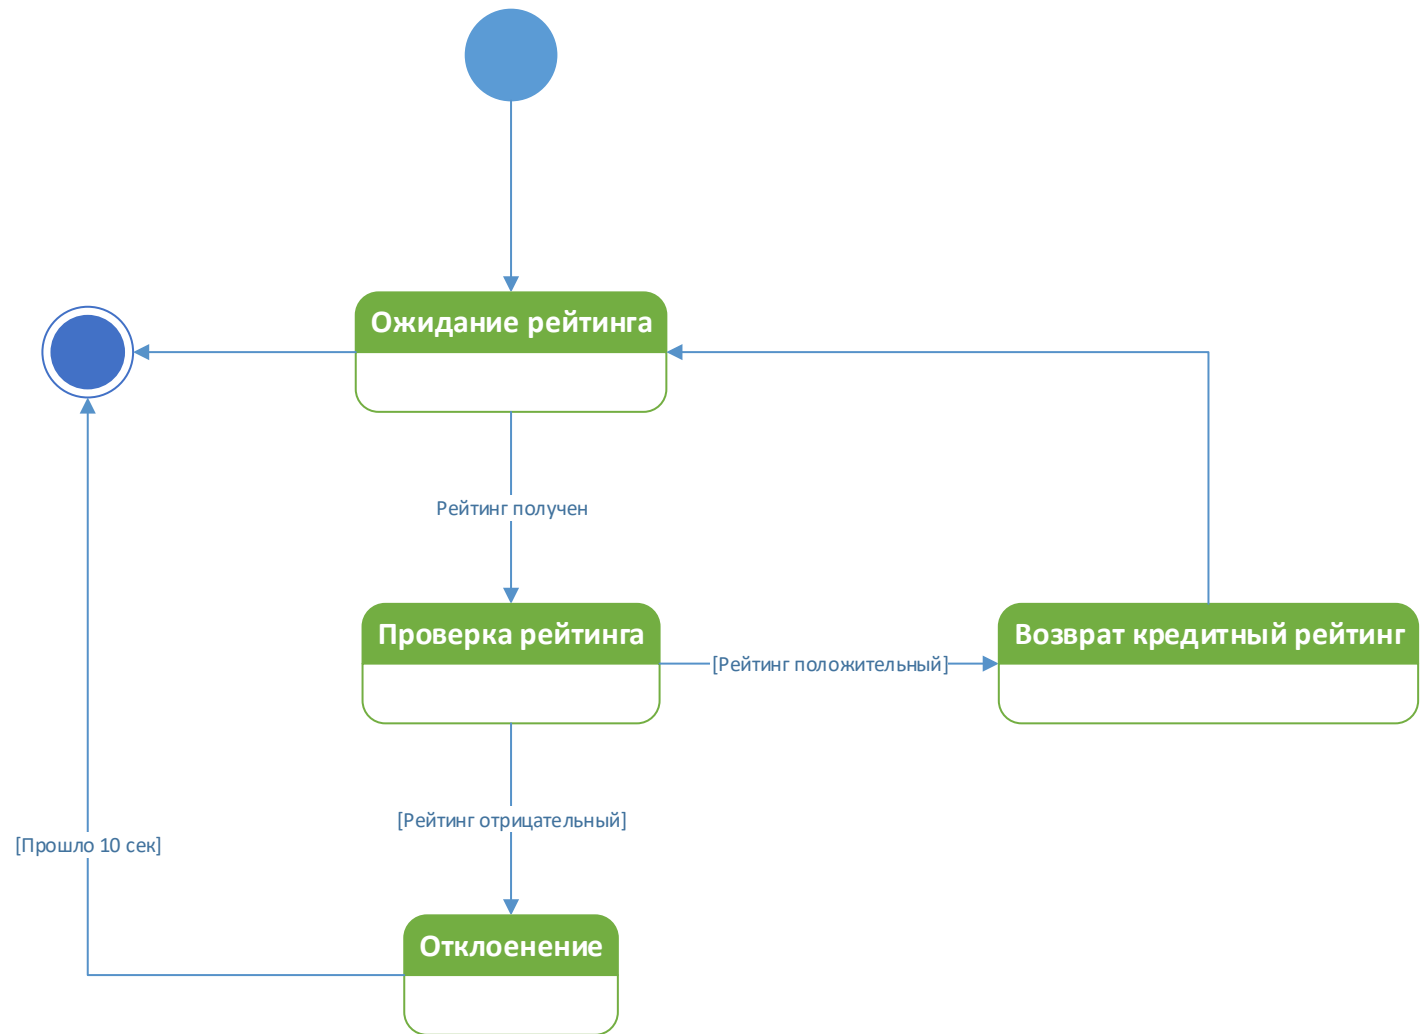 Ожидание рейтинга
Рейтинг получен
Проверка рейтинга
[Рейтинг положительный]
Возврат кредитный рейтинг
[Рейтинг отрицательный]
[Прошло 10 сек]
Отклоенение